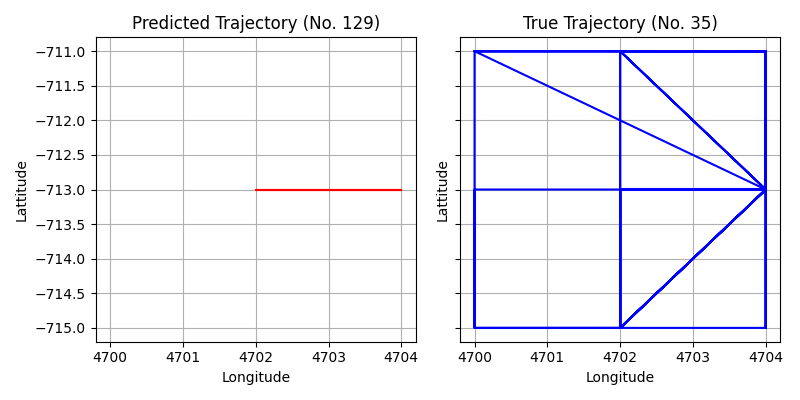 Predicted Trajectory (No. 129)
True Trajectory (No. 35)
−711.0
−711.5
−712.0
−712.5
−713.0
−713.5
−714.0
−714.5
−715.0
Lattitude
Lattitude
4700 4701 4702 4703 4704
4700 4701 4702 4703 4704
Longitude
Longitude